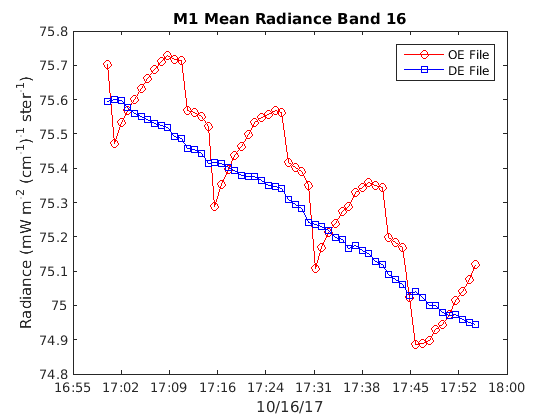 M1 Mean Radiance Band 16
OE File
DE File
75.8
75.7
75.6
75.5
75.4
75.3
75.2
75.1
75
74.9
74.8
Radiance (mW m⁻² (cm⁻¹)⁻¹ ster⁻¹)
16:55 17:02 17:09 17:16 17:24 17:31 17:38 17:45 17:52 18:00
10/16/17